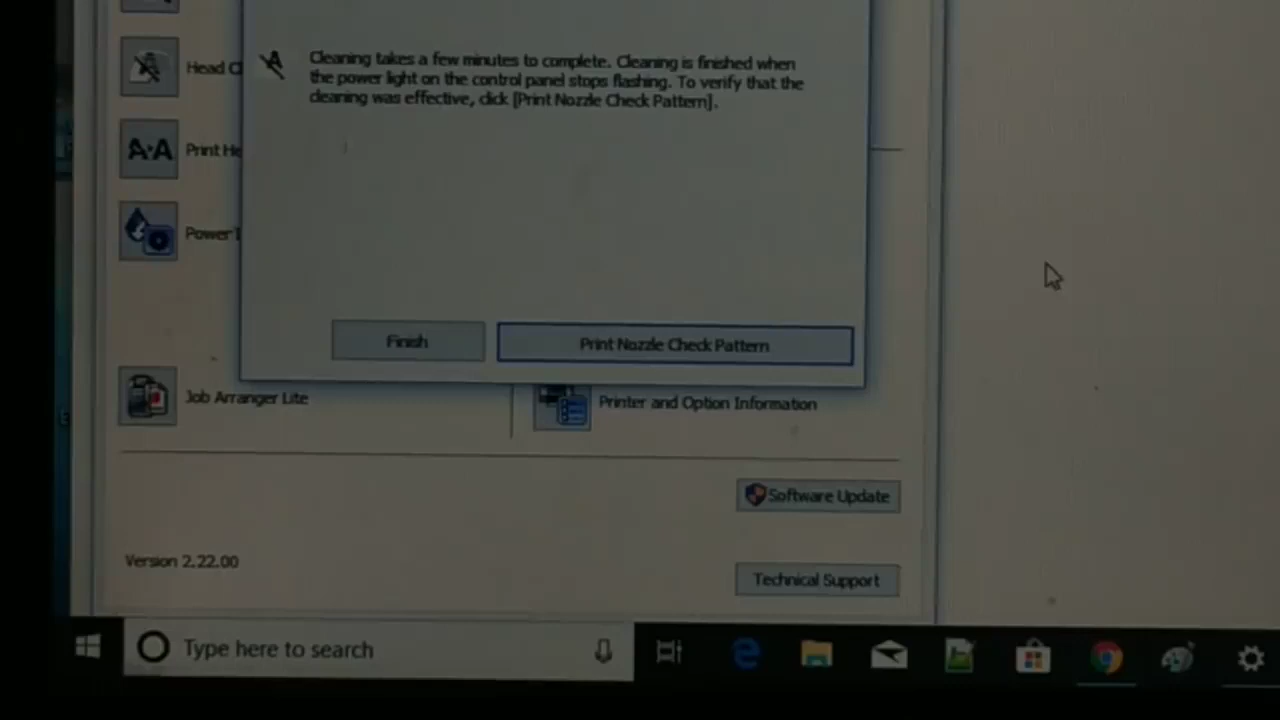 Cleaning takes a few minutes to complete. Cleaning is finished when
the power light on the control panel stops flashing. To verify that the
cleaning was effective, click [Print Nozzle Check Pattern].
Head C
Print He
Power I
Finish
Print Nozzle Check Pattern
Job Arranger Lite
Printer and Option Information
Software Update
Version 2.22.00
Technical Support
Type here to search